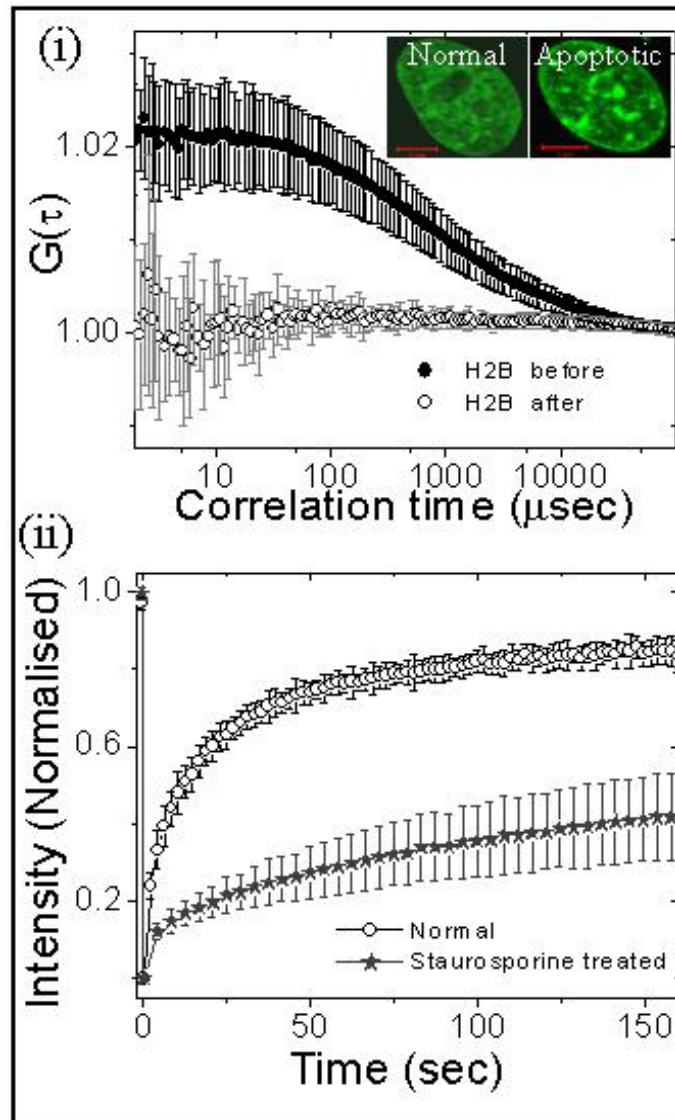 (i)
Normal
Apoptotic
1.02
1.00
G(τ)
H2B before
H2B after
10
100
1000
10000
Correlation time (μsec)
(ii)
1.0
0.6
0.2
Intensity (Normalised)
Normal
Staurosporine treated
0
50
100
150
Time (sec)